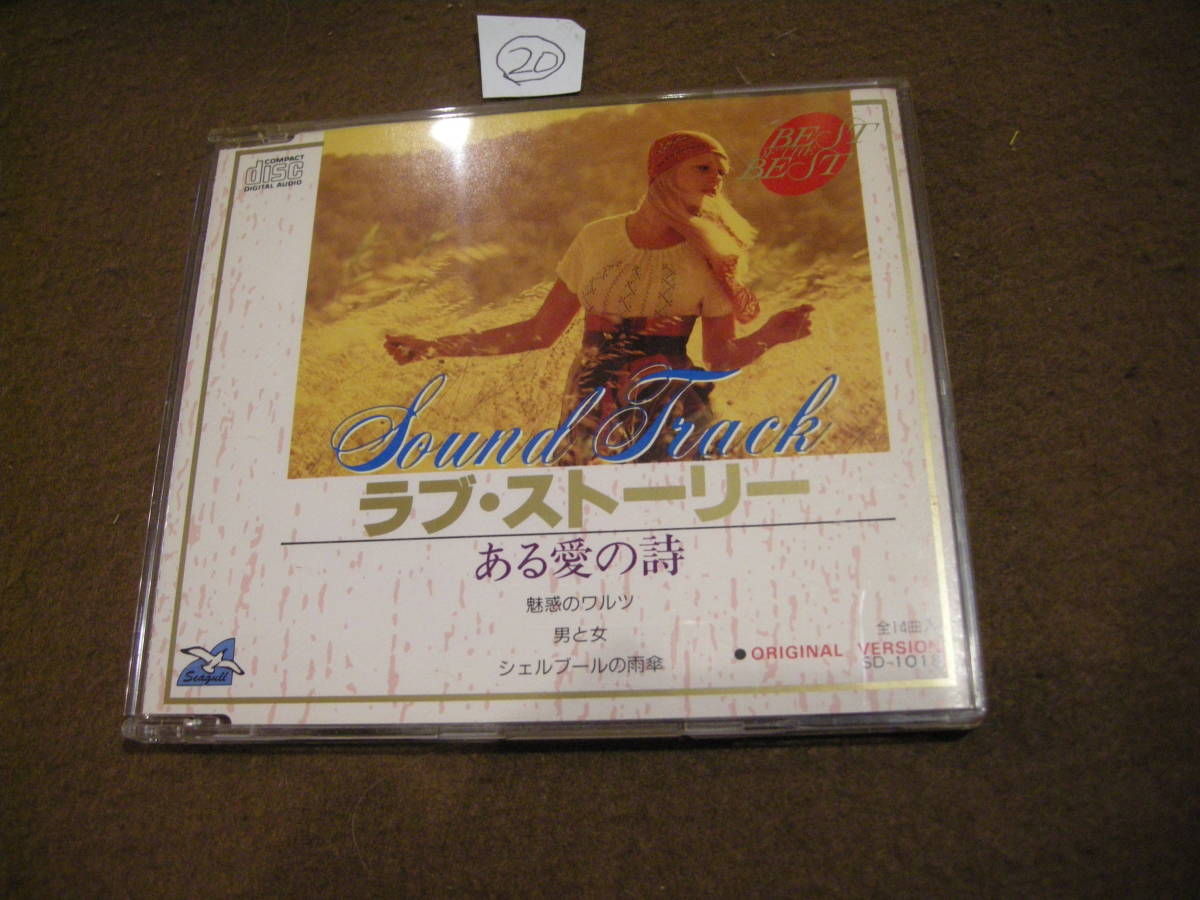 20
COMPACT
disc
DIGITAL AUDIO
BEST
OF THE
BEST
Sound Track
ラブ・ストーリー
ある愛の詩
魅惑のワルツ
男と女
シェルブールの雨傘
全14曲入
●ORIGINAL VERSION
SD-1018
Seagull